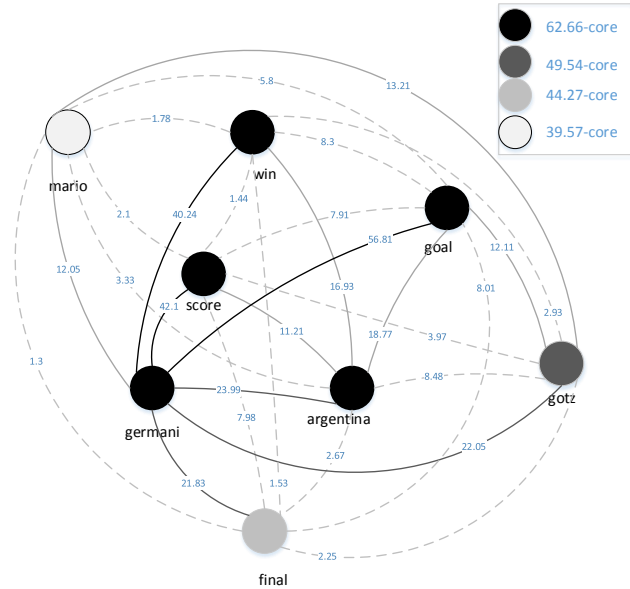 62.66-core
49.54-core
44.27-core
39.57-core
5.8
13.21
1.78
8.3
win
mario
1.44
40.24
2.1
7.91
56.81
goal
12.11
12.05
3.33
16.93
8.01
score
42.1
2.93
11.21
18.77
3.97
1.3
8.48
23.99
gotz
7.98
argentina
germani
22.05
2.67
21.83
1.53
2.25
final